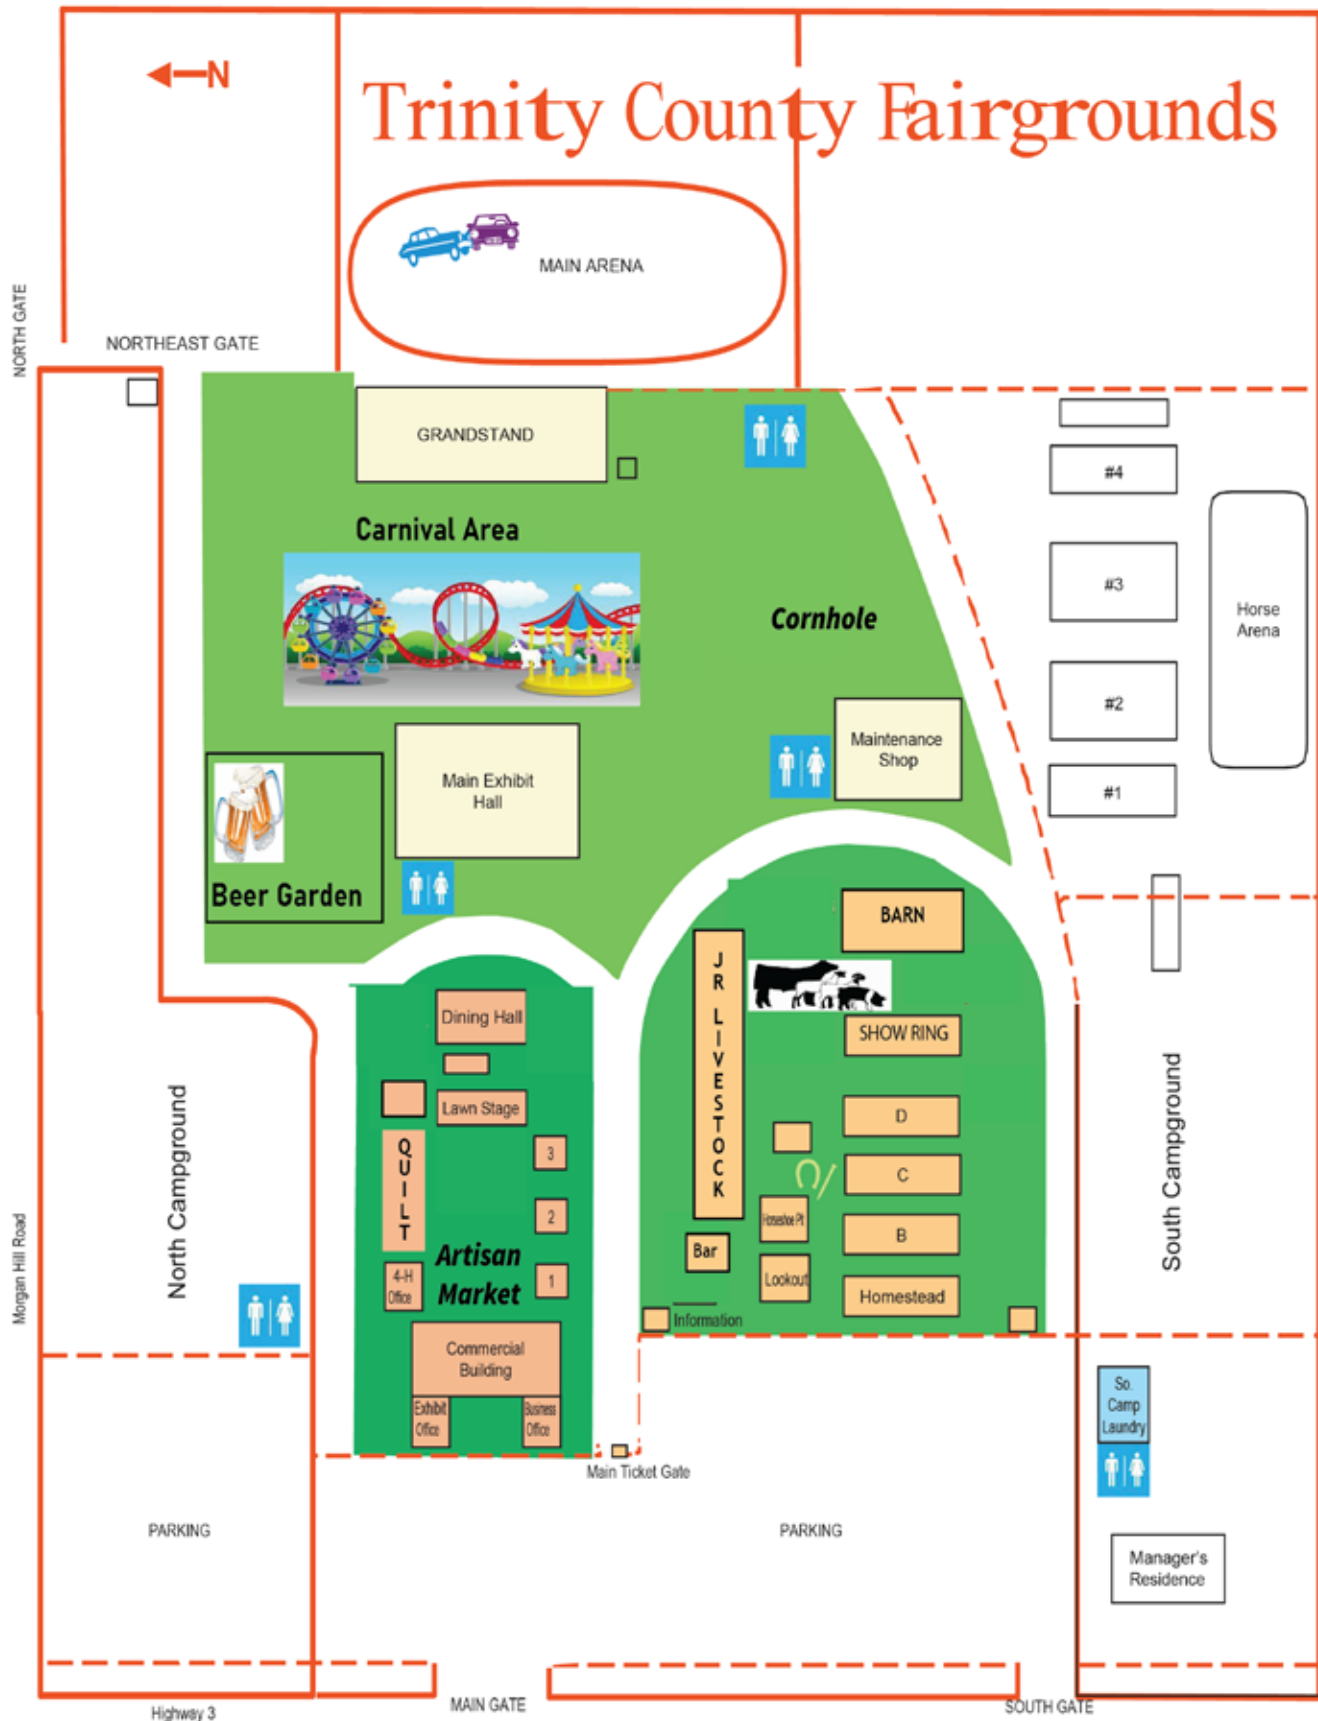 N
Trinity County Fairgrounds
MAIN ARENA
NORTH GATE
NORTHEAST GATE
GRANDSTAND
#4
Carnival Area
#3
Horse
Arena
Cornhole
#2
Maintenance
Shop
Main Exhibit
Hall
#1
Beer Garden
BARN
JR LIVESTOCK
Dining Hall
SHOW RING
Lawn Stage
D
QUILT
3
C
North Campground
South Campground
2
Horseshoe Pt
B
Morgan Hill Road
Artisan
Market
Bar
4-H
Office
1
Lookout
Homestead
Information
Commercial
Building
Exhibit
Office
Business
Office
So.
Camp
Laundry
Main Ticket Gate
PARKING
PARKING
Manager's
Residence
Highway 3
MAIN GATE
SOUTH GATE